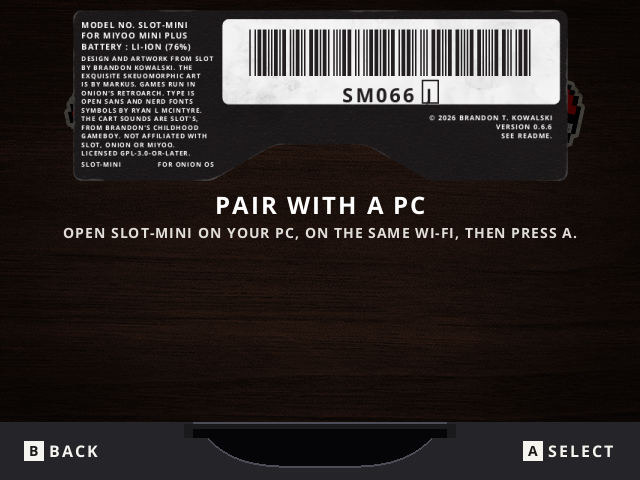 MODEL NO. SLOT-MINI
FOR MIYOO MINI PLUS
BATTERY : LI-ION (76%)
DESIGN AND ARTWORK FROM SLOT
BY BRANDON KOWALSKI. THE
EXQUISITE SKEUOMORPHIC ART
IS BY MARKUS. GAMES RUN IN
ONION'S RETROARCH. TYPE IS
OPEN SANS AND NERD FONTS
SYMBOLS BY RYAN L MCINTYRE.
THE CART SOUNDS ARE SLOT'S,
FROM BRANDON'S CHILDHOOD
GAMEBOY. NOT AFFILIATED WITH
SLOT, ONION OR MIYOO.
LICENSED GPL-3.0-OR-LATER.
SLOT-MINI FOR ONION OS
SM066
© 2026 BRANDON T. KOWALSKI
VERSION 0.6.6
SEE README.
PAIR WITH A PC
OPEN SLOT-MINI ON YOUR PC, ON THE SAME WI-FI, THEN PRESS A.
B BACK
A SELECT